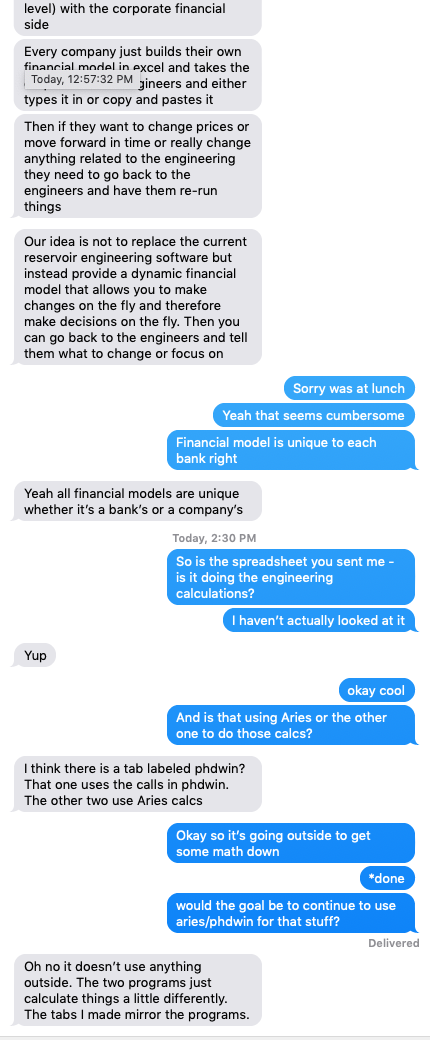 level) with the corporate financial
side
Every company just builds their own
financial model in excel and takes the
Today, 12:57:32 PM
gineers and either
types it in or copy and pastes it
Then if they want to change prices or
move forward in time or really change
anything related to the engineering
they need to go back to the
engineers and have them re-run
things
Our idea is not to replace the current
reservoir engineering software but
instead provide a dynamic financial
model that allows you to make
changes on the fly and therefore
make decisions on the fly. Then you
can go back to the engineers and tell
them what to change or focus on
Sorry was at lunch
Yeah that seems cumbersome
Financial model is unique to each
bank right
Yeah all financial models are unique
whether it's a bank's or a company's
Today, 2:30 PM
So is the spreadsheet you sent me -
is it doing the engineering
calculations?
I haven't actually looked at it
Yup
okay cool
And is that using Aries or the other
one to do those calcs?
I think there is a tab labeled phdwin?
That one uses the calls in phdwin.
The other two use Aries calcs
Okay so it's going outside to get
some math down
*done
would the goal be to continue to use
aries/phdwin for that stuff?
Delivered
Oh no it doesn't use anything
outside. The two programs just
calculate things a little differently.
The tabs I made mirror the programs.